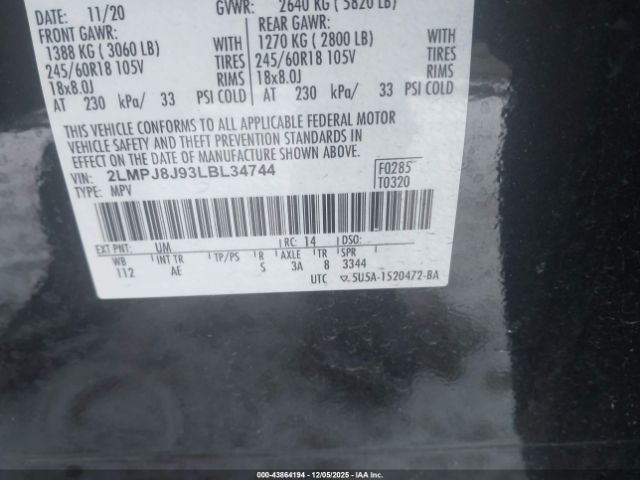 DATE: 11/20 GVWR: 2640 KG ( 5820 LB)
FRONT GAWR: REAR GAWR:
1388 KG ( 3060 LB) WITH 1270 KG ( 2800 LB) WITH
245/60R18 105V TIRES 245/60R18 105V TIRES
18x8.0J RIMS 18x8.0J RIMS
AT 230 kPa/ 33 PSI COLD AT 230 kPa/ 33 PSI COLD
THIS VEHICLE CONFORMS TO ALL APPLICABLE FEDERAL MOTOR
VEHICLE SAFETY AND THEFT PREVENTION STANDARDS IN
EFFECT ON THE DATE OF MANUFACTURE SHOWN ABOVE.
VIN: 2LMPJ8J93LBL34744 F0285
TYPE: MPV T0320
EXT PNT: UM RC: 14 DSO:
WB INT TR TP/PS R AXLE TR SPR
112 AE S 3A 8 3344
UTC 5U5A-1520472-BA
000-43864194 - 12/05/2025 - IAA Inc.